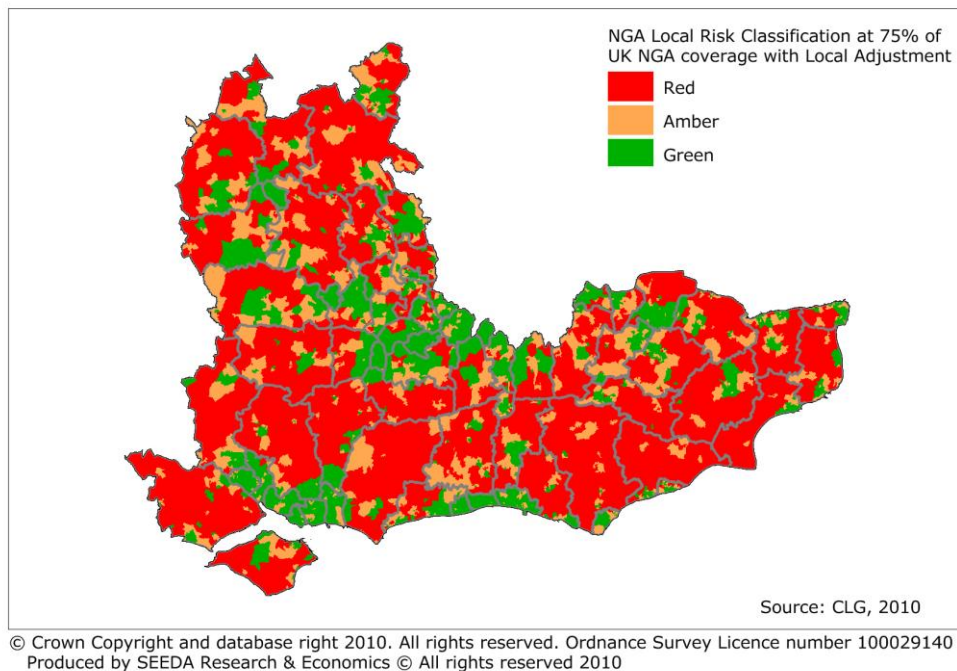 NGA Local Risk Classification at 75% of
UK NGA coverage with Local Adjustment
Red
Amber
Green
Source: CLG, 2010
© Crown Copyright and database right 2010. All rights reserved. Ordnance Survey Licence number 100029140
Produced by SEEDA Research & Economics © All rights reserved 2010